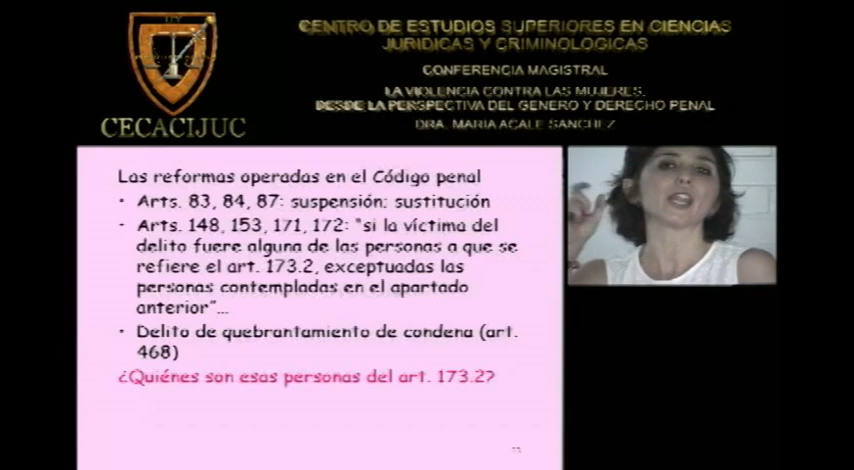 CENTRO DE ESTUDIOS SUPERIORES EN CIENCIAS
JURIDICAS Y CRIMINOLOGICAS
CONFERENCIA MAGISTRAL
LA VIOLENCIA CONTRA LAS MUJERES.
DESDE LA PERSPECTIVA DEL GENERO Y DERECHO PENAL
DRA. MARIA ACALE SANCHEZ
CECACIJUC
Las reformas operadas en el Código penal
• Arts. 83, 84, 87: suspensión; sustitución
• Arts. 148, 153, 171, 172: “si la víctima del
delito fuere alguna de las personas a que se
refiere el art. 173.2, exceptuadas las
personas contempladas en el apartado
anterior”...
• Delito de quebrantamiento de condena (art.
468)
¿Quiénes son esas personas del art. 173.2?